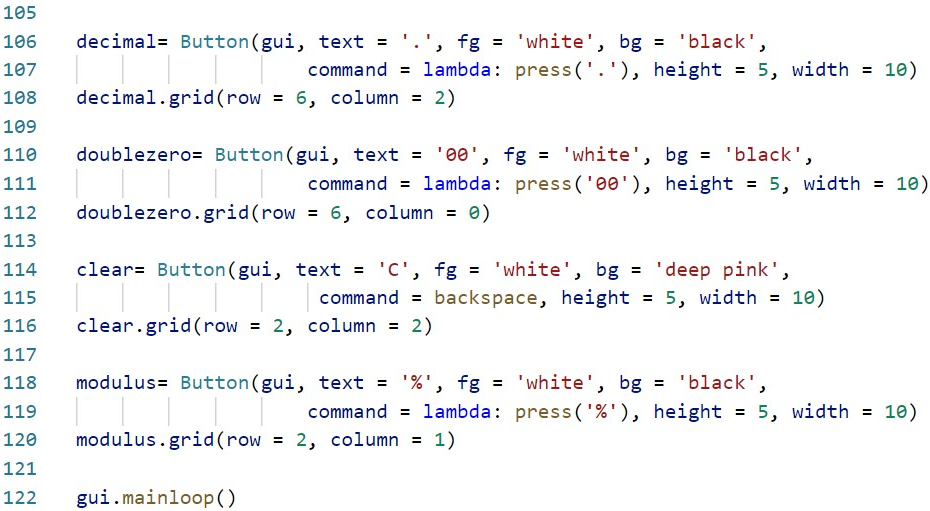 105
106 decimal= Button(gui, text = '.', fg = 'white', bg = 'black',
107 command = lambda: press('.'), height = 5, width = 10)
108 decimal.grid(row = 6, column = 2)
109
110 doublezero= Button(gui, text = '00', fg = 'white', bg = 'black',
111 command = lambda: press('00'), height = 5, width = 10)
112 doublezero.grid(row = 6, column = 0)
113
114 clear= Button(gui, text = 'C', fg = 'white', bg = 'deep pink',
115 command = backspace, height = 5, width = 10)
116 clear.grid(row = 2, column = 2)
117
118 modulus= Button(gui, text = '%', fg = 'white', bg = 'black',
119 command = lambda: press('%'), height = 5, width = 10)
120 modulus.grid(row = 2, column = 1)
121
122 gui.mainloop()